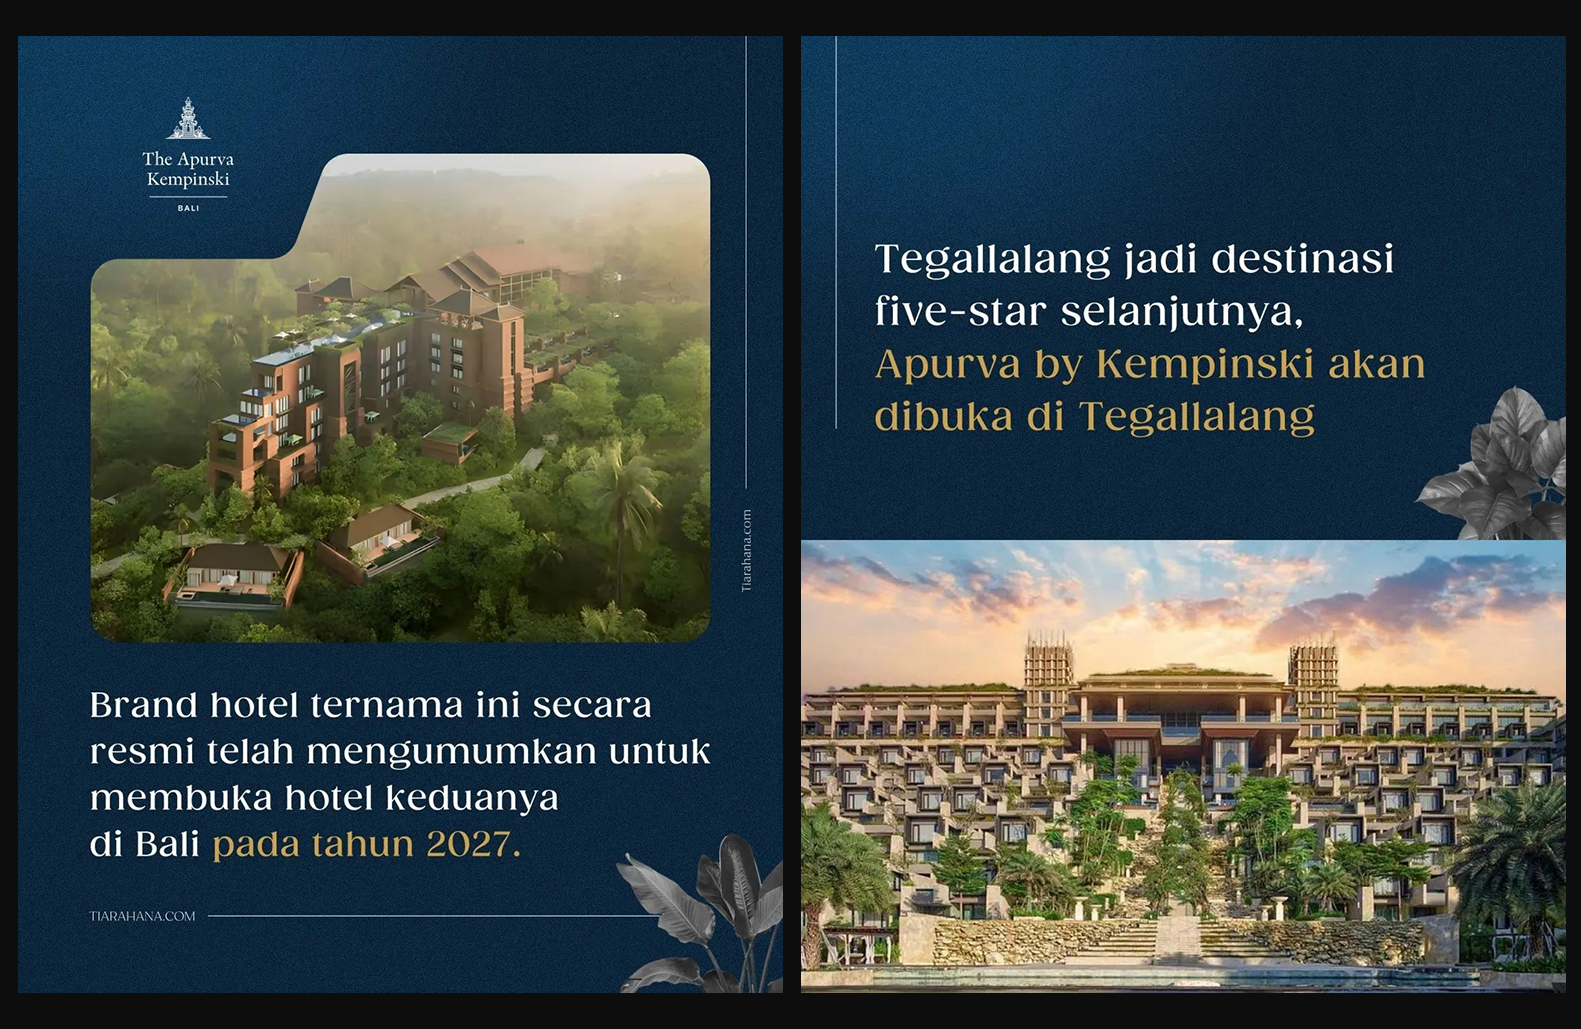 The Apurva
Kempinski
BALI
Tiarahana.com
Brand hotel ternama ini secara
resmi telah mengumumkan untuk
membuka hotel keduanya
di Bali pada tahun 2027.
TIARAHANA.COM
Tegallalang jadi destinasi
five-star selanjutnya,
Apurva by Kempinski akan
dibuka di Tegallalang